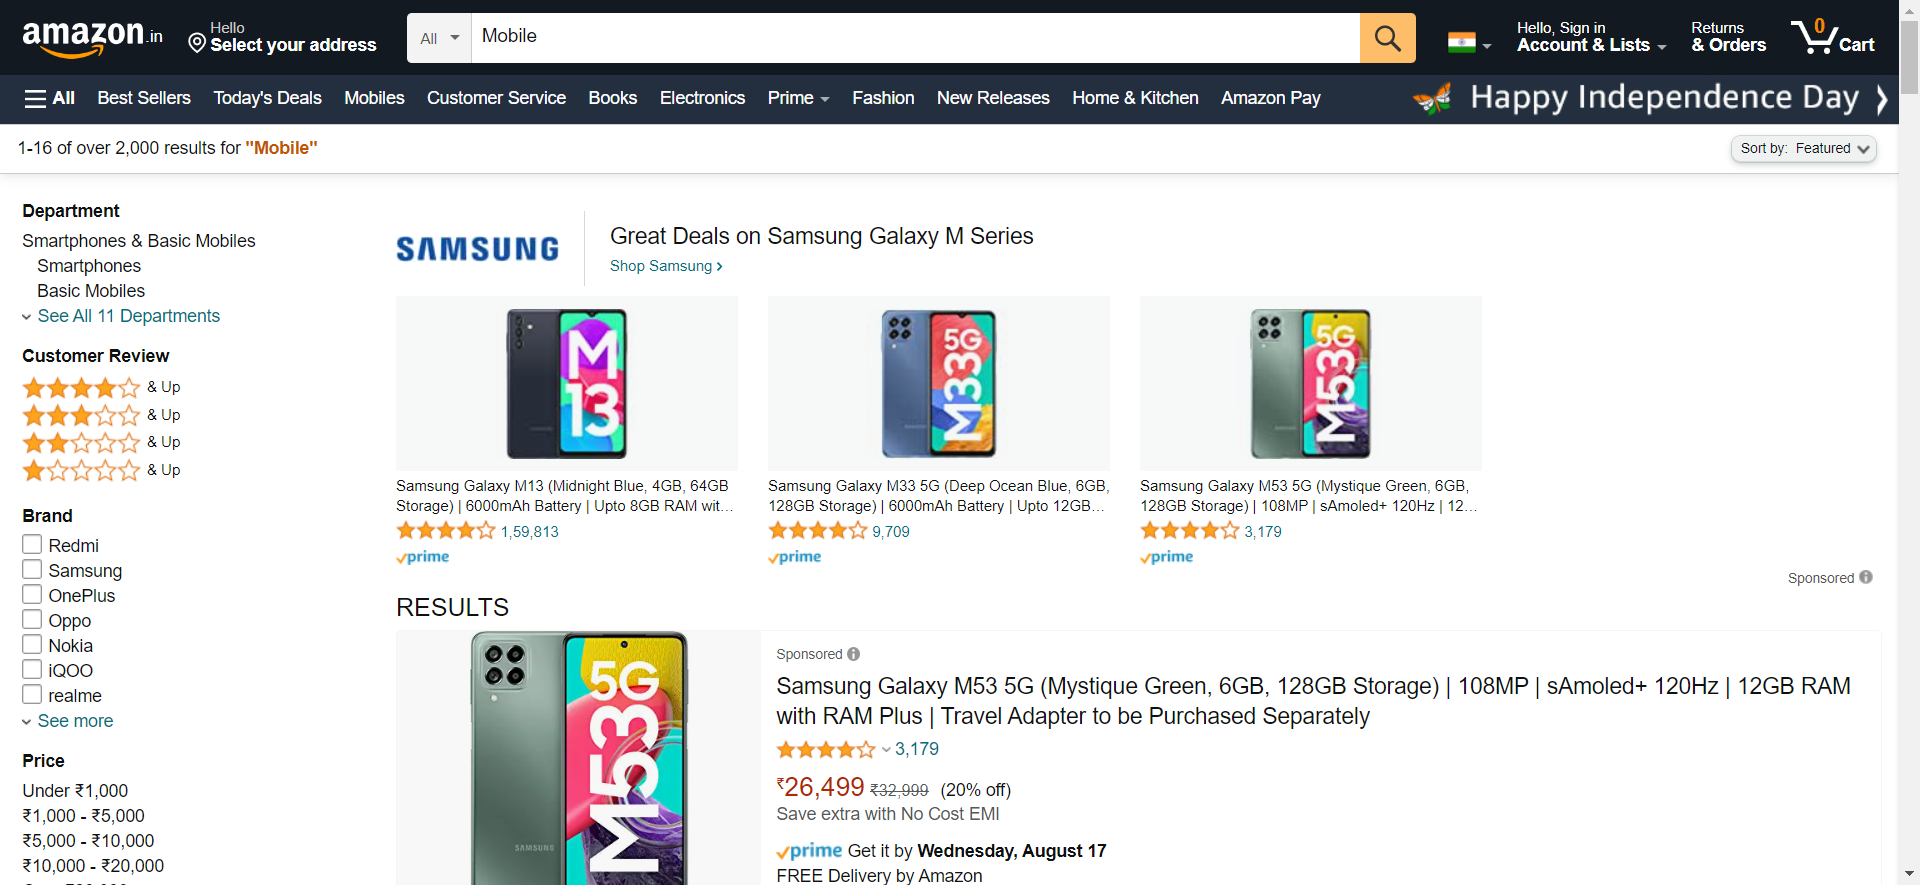 amazon.in
Hello
Select your address
All
Mobile
Hello, Sign in
Account & Lists
Returns
& Orders
0
Cart
All
Best Sellers
Today's Deals
Mobiles
Customer Service
Books
Electronics
Prime
Fashion
New Releases
Home & Kitchen
Amazon Pay
Happy Independence Day
1-16 of over 2,000 results for "Mobile"
Sort by: Featured
Department
Smartphones & Basic Mobiles
Smartphones
Basic Mobiles
See All 11 Departments
Customer Review
& Up
& Up
& Up
& Up
Brand
Redmi
Samsung
OnePlus
Oppo
Nokia
iQOO
realme
See more
Price
Under ₹1,000
₹1,000 - ₹5,000
₹5,000 - ₹10,000
₹10,000 - ₹20,000
SAMSUNG
Great Deals on Samsung Galaxy M Series
Shop Samsung
M
13
Samsung Galaxy M13 (Midnight Blue, 4GB, 64GB
Storage) | 6000mAh Battery | Upto 8GB RAM wit...
1,59,813
prime
5G
M33
Samsung Galaxy M33 5G (Deep Ocean Blue, 6GB,
128GB Storage) | 6000mAh Battery | Upto 12GB...
9,709
prime
5G
M53
Samsung Galaxy M53 5G (Mystique Green, 6GB,
128GB Storage) | 108MP | sAmoled+ 120Hz | 12...
3,179
prime
Sponsored
RESULTS
5G
M53
SAMSUNG
Sponsored
Samsung Galaxy M53 5G (Mystique Green, 6GB, 128GB Storage) | 108MP | sAmoled+ 120Hz | 12GB RAM
with RAM Plus | Travel Adapter to be Purchased Separately
3,179
₹26,499 ₹32,999 (20% off)
Save extra with No Cost EMI
prime Get it by Wednesday, August 17
FREE Delivery by Amazon